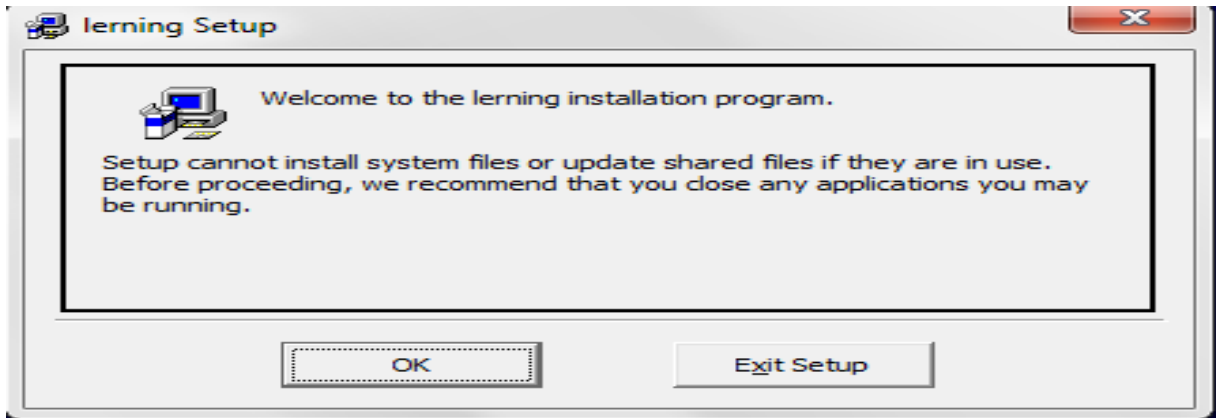 lerning Setup
Welcome to the lerning installation program.
Setup cannot install system files or update shared files if they are in use.
Before proceeding, we recommend that you close any applications you may
be running.
OK
Exit Setup